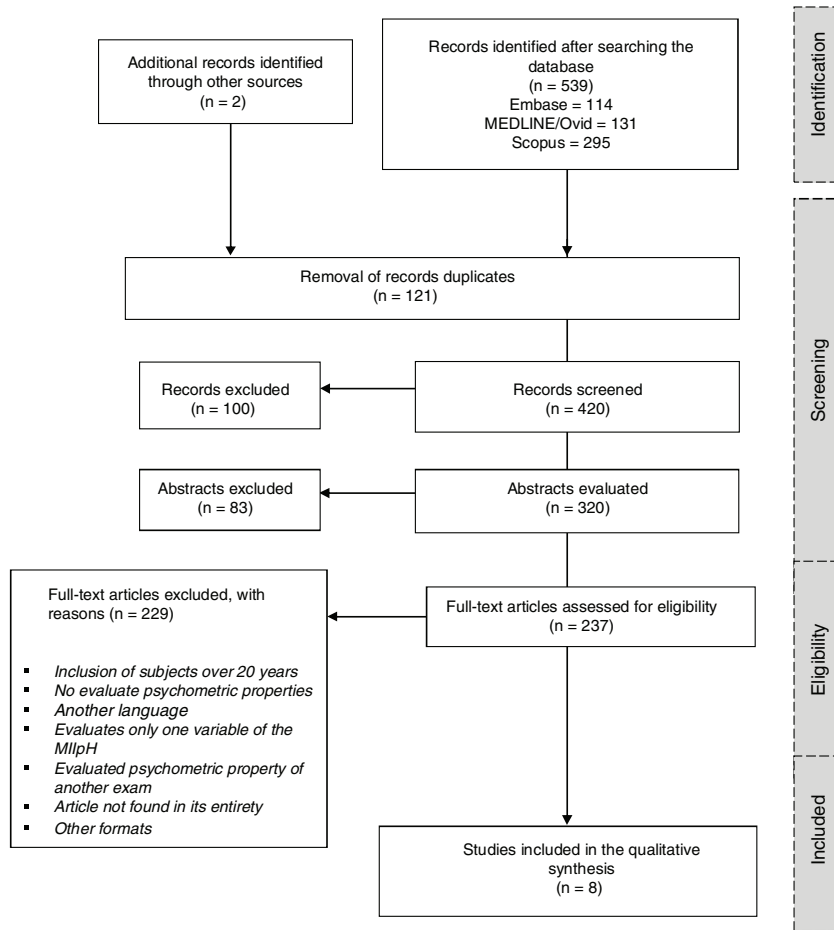 Additional records identified
through other sources
(n = 2)
Records identified after searching the
database
(n = 539)
Embase = 114
MEDLINE/Ovid = 131
Scopus = 295
Identification
Removal of records duplicates
(n = 121)
Records excluded
(n = 100)
Records screened
(n = 420)
Abstracts excluded
(n = 83)
Abstracts evaluated
(n = 320)
Screening
Full-text articles excluded, with
reasons (n = 229)
▪ Inclusion of subjects over 20 years
▪ No evaluate psychometric properties
▪ Another language
▪ Evaluates only one variable of the
MIlpH
▪ Evaluated psychometric property of
another exam
▪ Article not found in its entirety
▪ Other formats
Full-text articles assessed for eligibility
(n = 237)
Eligibility
Studies included in the qualitative
synthesis
(n = 8)
Included